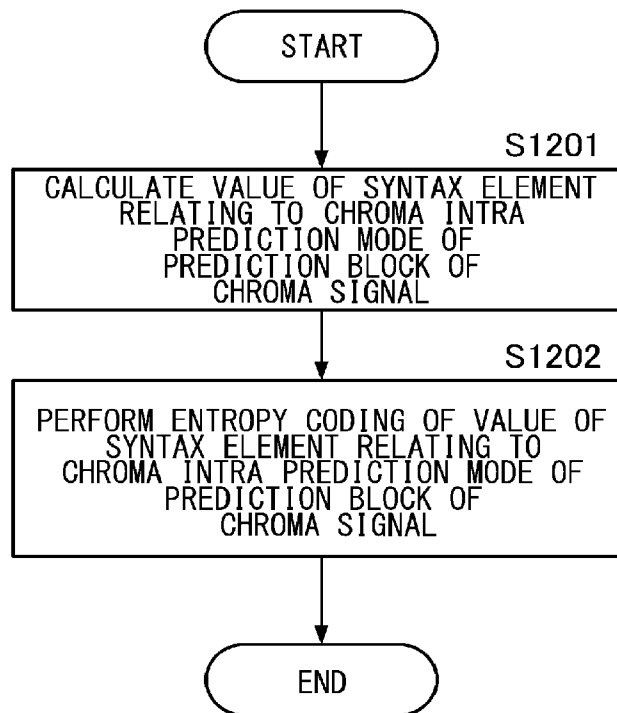 START
S1201
CALCULATE VALUE OF SYNTAX ELEMENT
RELATING TO CHROMA INTRA
PREDICTION MODE OF
PREDICTION BLOCK OF
CHROMA SIGNAL
S1202
PERFORM ENTROPY CODING OF VALUE OF
SYNTAX ELEMENT RELATING TO
CHROMA INTRA PREDICTION MODE OF
PREDICTION BLOCK OF
CHROMA SIGNAL
END